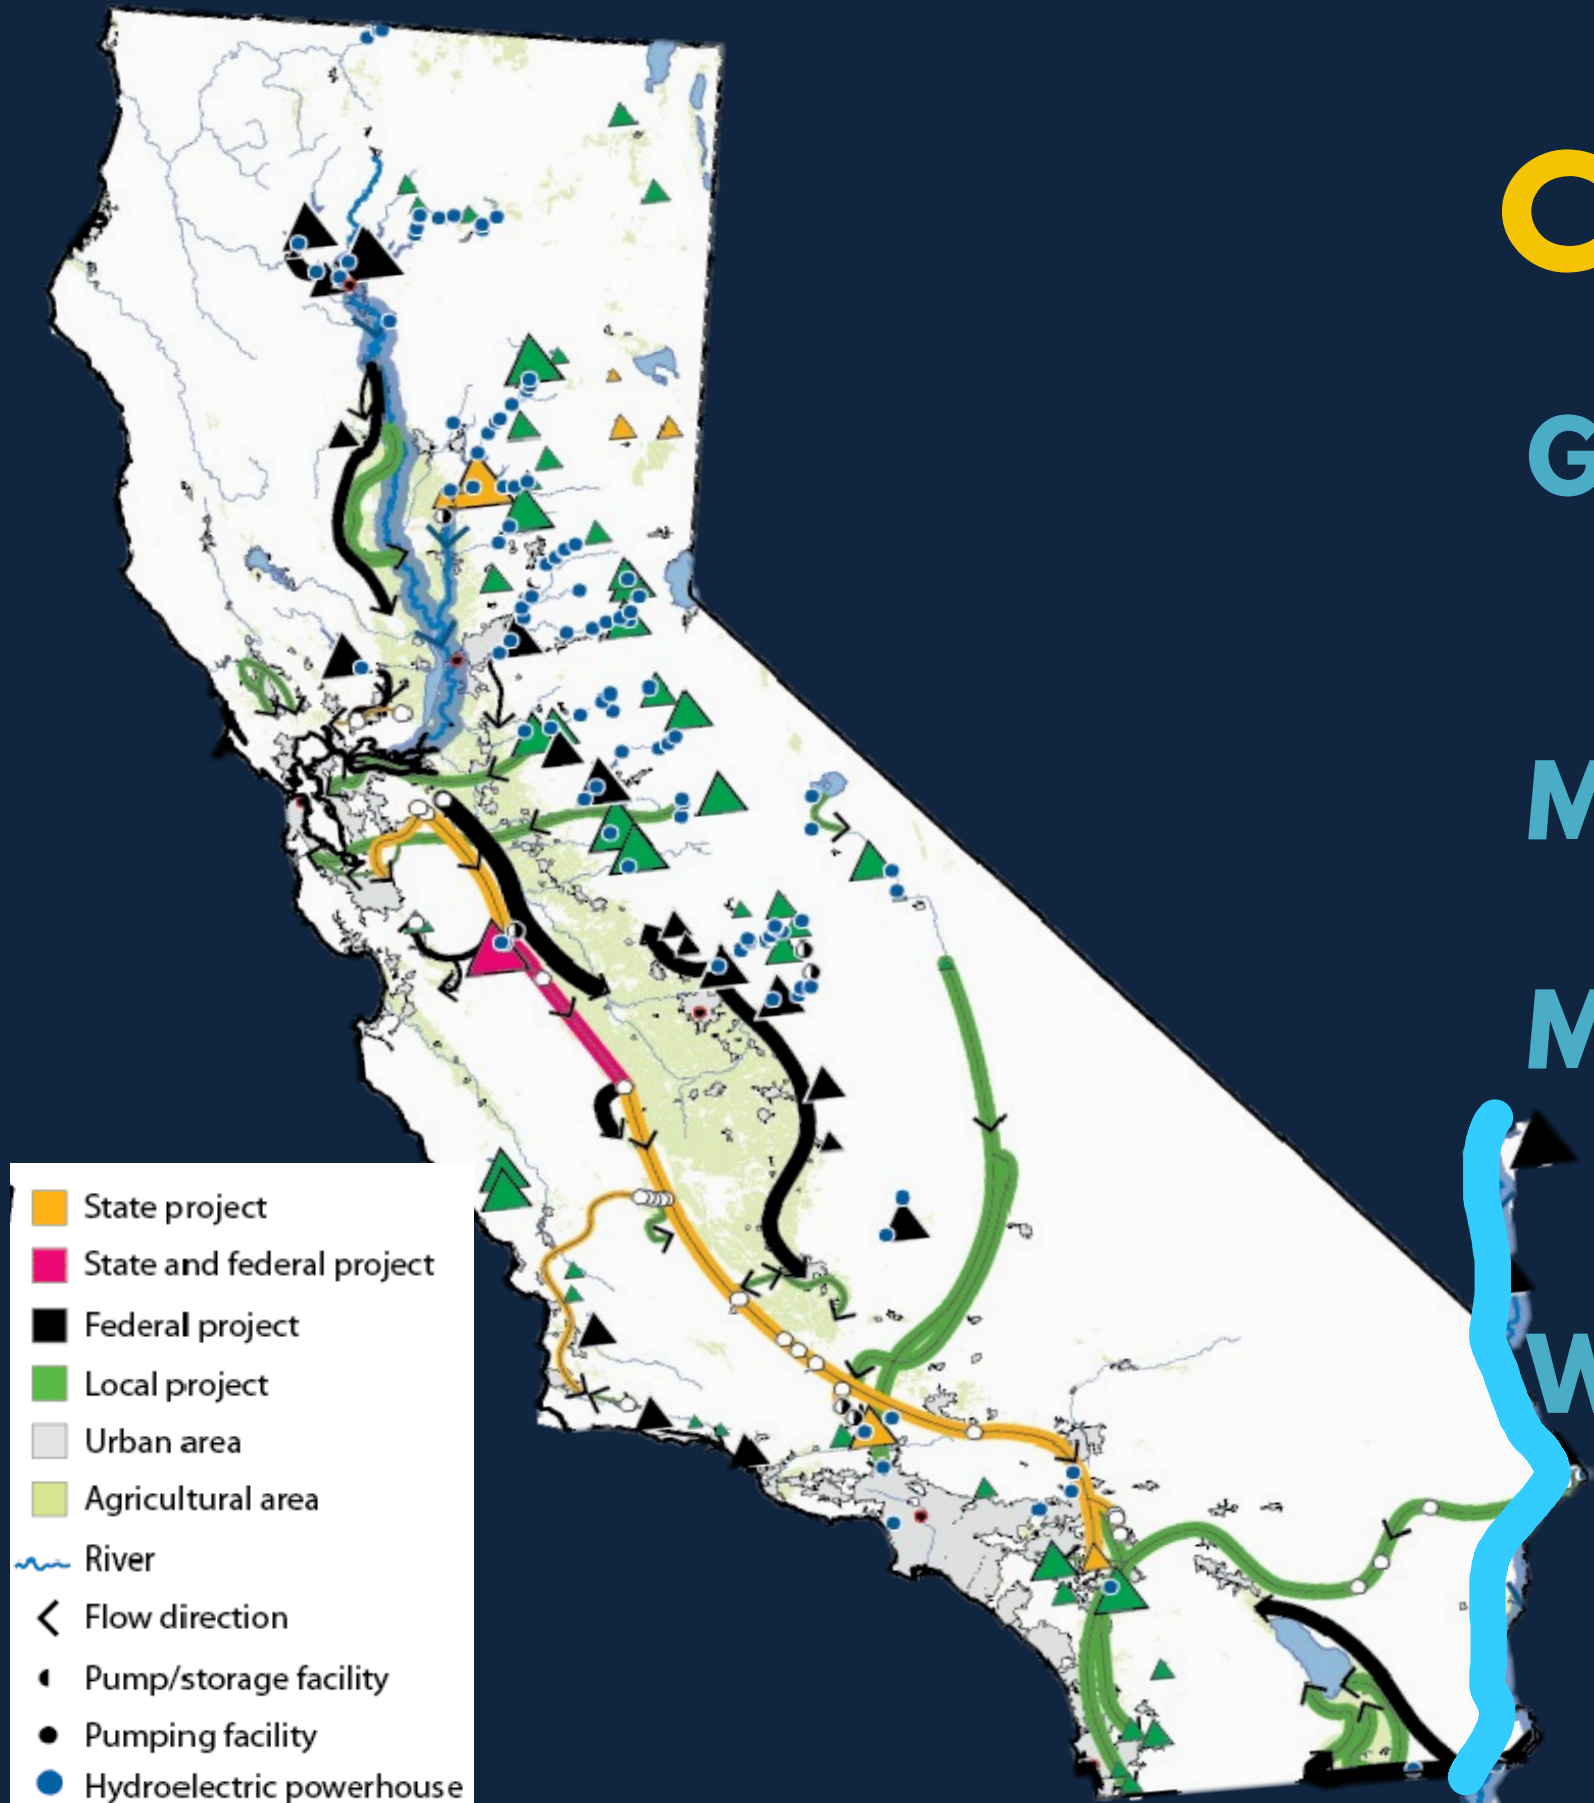 O
G
M
M
W
State project
State and federal project
Federal project
Local project
Urban area
Agricultural area
River
Flow direction
Pump/storage facility
Pumping facility
Hydroelectric powerhouse